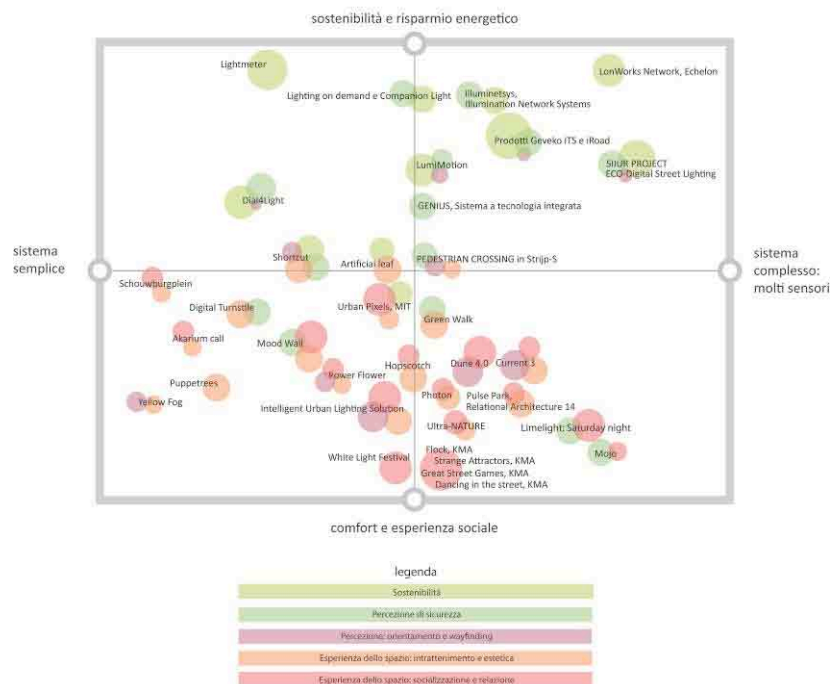 sostenibilità e risparmio energetico
Lightmeter
LonWorks Network, Echelon
Lighting on demand e Companion Light
Illuminetsys,
Illumination Network Systems
Prodotti Geveko ITS e iRoad
LumiMotion
SIIUR PROJECT
ECO-Digital Street Lighting
Dial4Light
GENIUS, Sistema a tecnologia integrata
sistema
semplice
Shortcut
Artificial leaf
PEDESTRIAN CROSSING in Strijp-S
sistema
complesso:
molti sensori
Schouwburgplein
Digital Turnstile
Urban Pixels, MIT
Green Walk
Akarium call
Mood Wall
Hopscotch
Dune 4.0
Current 3
Power Flower
Puppetrees
Photon
Pulse Park,
Relational Architecture 14
Yellow Fog
Intelligent Urban Lighting Solution
Ultra-NATURE
Limelight: Saturday night
White Light Festival
Flock, KMA
Strange Attractors, KMA
Great Street Games, KMA
Dancing in the street, KMA
Mojo
comfort e esperienza sociale
legenda
Sostenibilità
Percezione di sicurezza
Percezione: orientamento e wayfinding
Esperienza dello spazio: intrattenimento e estetica
Esperienza dello spazio: socializzazione e relazione